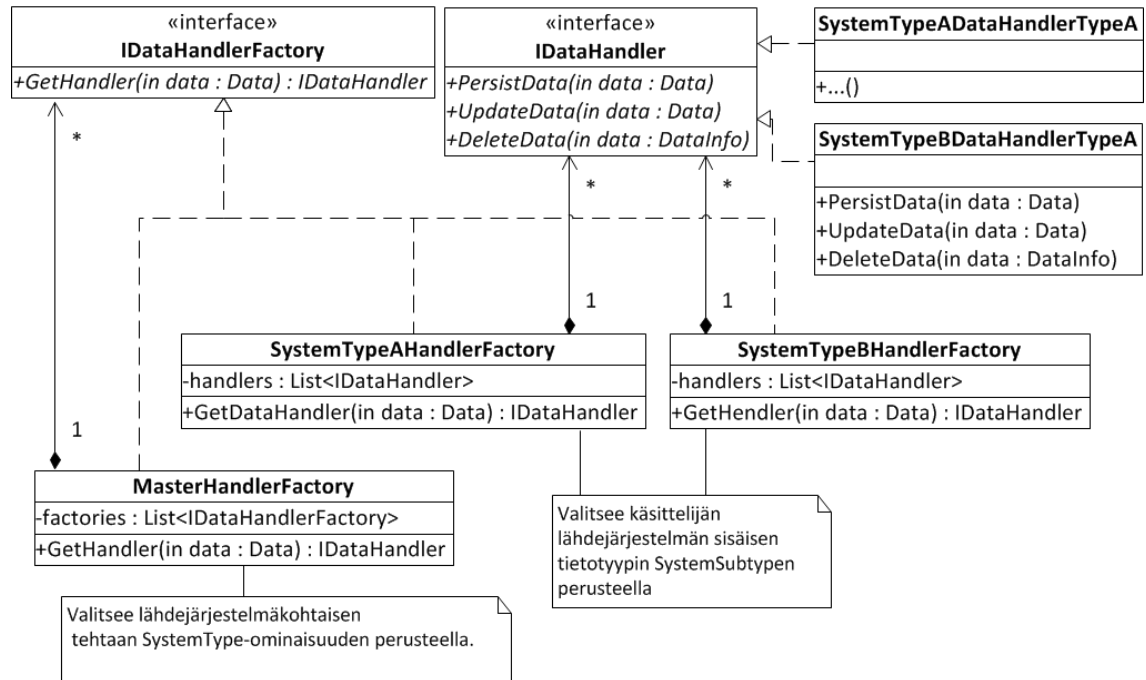 «interface»
IDataHandlerFactory
+GetHandler(in data : Data) : IDataHandler
«interface»
IDataHandler
+PersistData(in data : Data)
+UpdateData(in data : Data)
+DeleteData(in data : DataInfo)
SystemTypeADataHandlerTypeA
+...()
SystemTypeBDataHandlerTypeA
+PersistData(in data : Data)
+UpdateData(in data : Data)
+DeleteData(in data : DataInfo)
*
*
*
1
1
SystemTypeAHandlerFactory
-handlers : List<IDataHandler>
+GetDataHandler(in data : Data) : IDataHandler
SystemTypeBHandlerFactory
-handlers : List<IDataHandler>
+GetHendler(in data : Data) : IDataHandler
1
MasterHandlerFactory
-factories : List<IDataHandlerFactory>
+GetHandler(in data : Data) : IDataHandler
Valitsee käsittelijän
lähdejärjestelmän sisäisen
tietotyypin SystemSubtypen
perusteella
Valitsee lähdejärjestelmäkohtaisen
tehtaan SystemType-ominaisuuden perusteella.